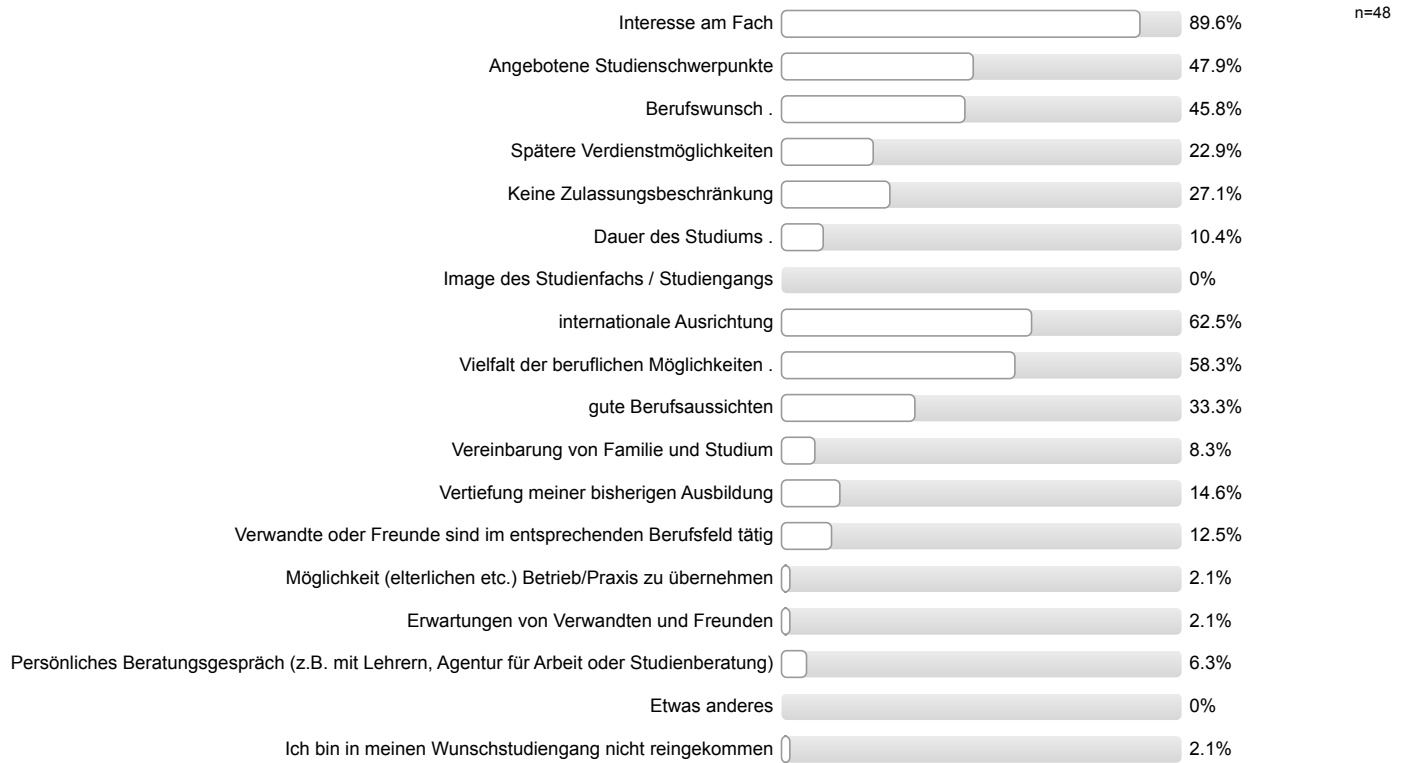 Interesse am Fach 89.6% n=48
Angebotene Studienschwerpunkte 47.9%
Berufswunsch . 45.8%
Spätere Verdienstmöglichkeiten 22.9%
Keine Zulassungsbeschränkung 27.1%
Dauer des Studiums . 10.4%
Image des Studienfachs / Studiengangs 0%
internationale Ausrichtung 62.5%
Vielfalt der beruflichen Möglichkeiten . 58.3%
gute Berufsaussichten 33.3%
Vereinbarung von Familie und Studium 8.3%
Vertiefung meiner bisherigen Ausbildung 14.6%
Verwandte oder Freunde sind im entsprechenden Berufsfeld tätig 12.5%
Möglichkeit (elterlichen etc.) Betrieb/Praxis zu übernehmen 2.1%
Erwartungen von Verwandten und Freunden 2.1%
Persönliches Beratungsgespräch (z.B. mit Lehrern, Agentur für Arbeit oder Studienberatung) 6.3%
Etwas anderes 0%
Ich bin in meinen Wunschstudiengang nicht reingekommen 2.1%